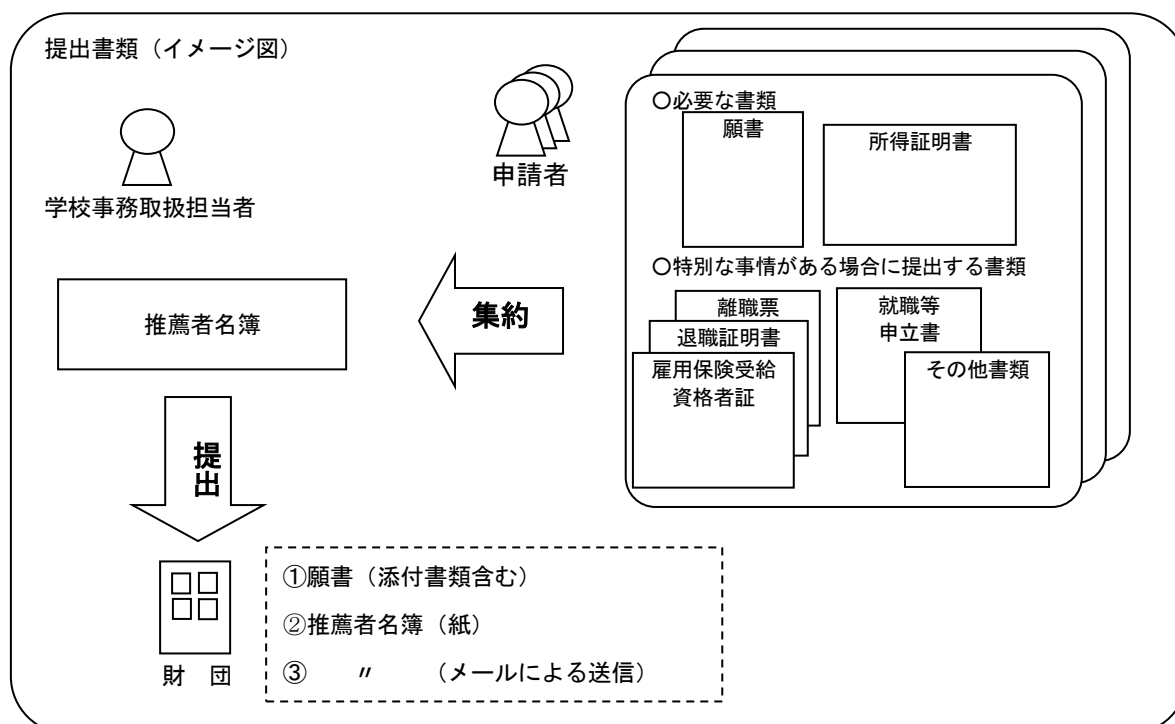 提出書類（イメージ図）
申請者
学校事務取扱担当者
〇必要な書類
願書
所得証明書
〇特別な事情がある場合に提出する書類
離職票
退職証明書
雇用保険受給
資格者証
就職等
申立書
その他書類
集約
推薦者名簿
提出
財　団
①願書（添付書類含む）
②推薦者名簿（紙）
③　　〃　　（メールによる送信）